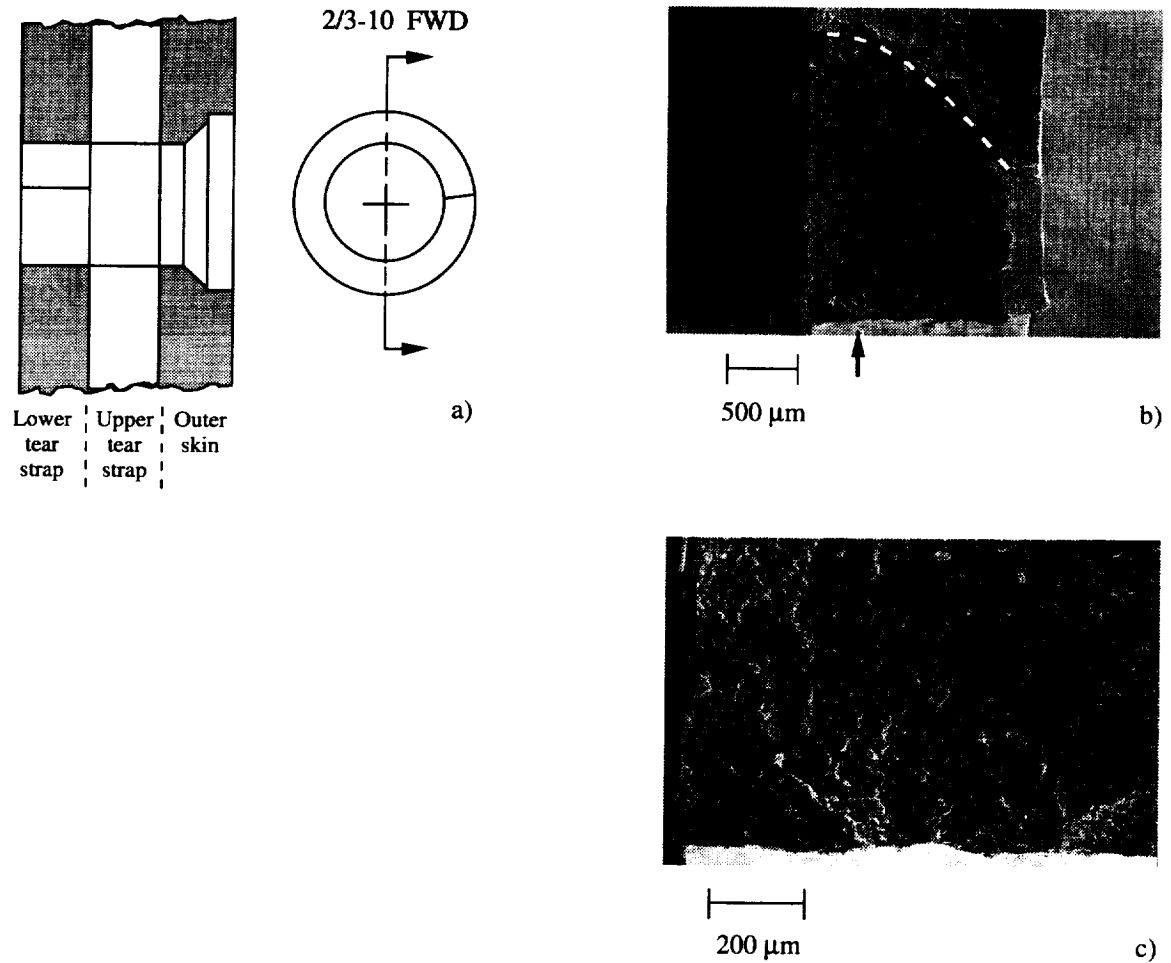 2/3-10 FWD
Lower tear strap
Upper tear strap
Outer skin
a)
500 μm
b)
200 μm
c)